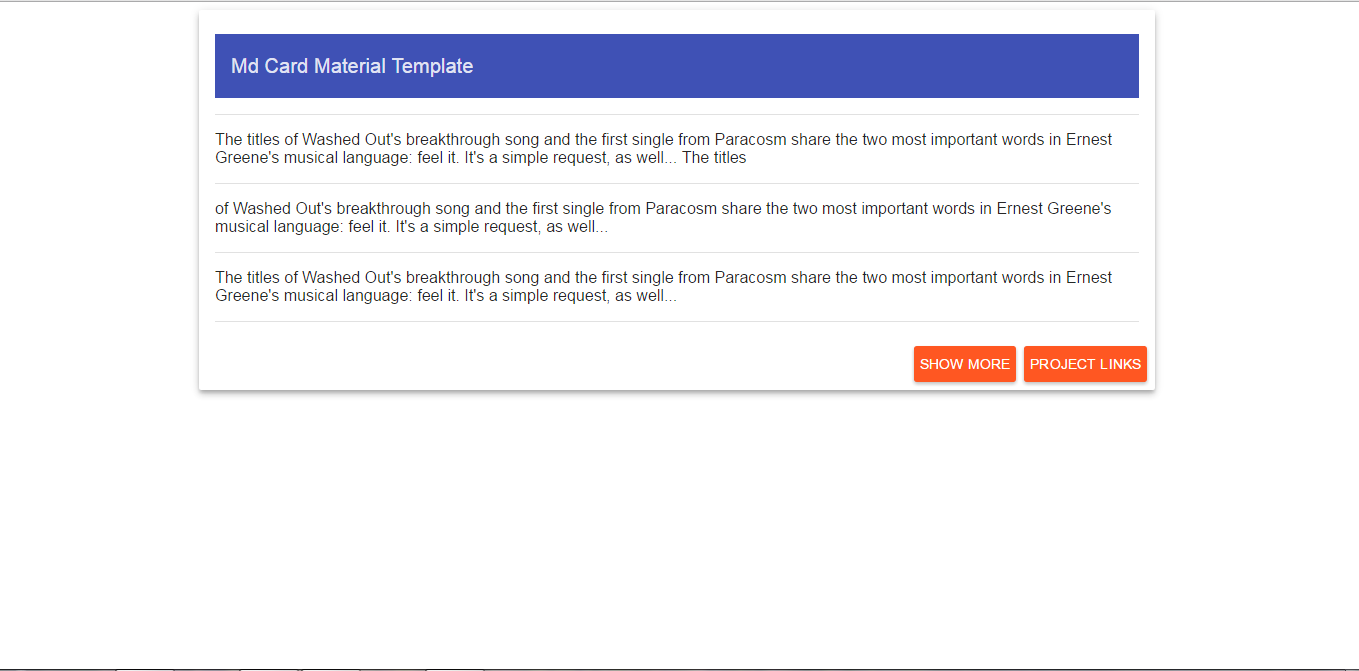 Md Card Material Template
The titles of Washed Out's breakthrough song and the first single from Paracosm share the two most important words in Ernest
Greene's musical language: feel it. It's a simple request, as well... The titles
of Washed Out's breakthrough song and the first single from Paracosm share the two most important words in Ernest Greene's
musical language: feel it. It's a simple request, as well...
The titles of Washed Out's breakthrough song and the first single from Paracosm share the two most important words in Ernest
Greene's musical language: feel it. It's a simple request, as well...
SHOW MORE PROJECT LINKS